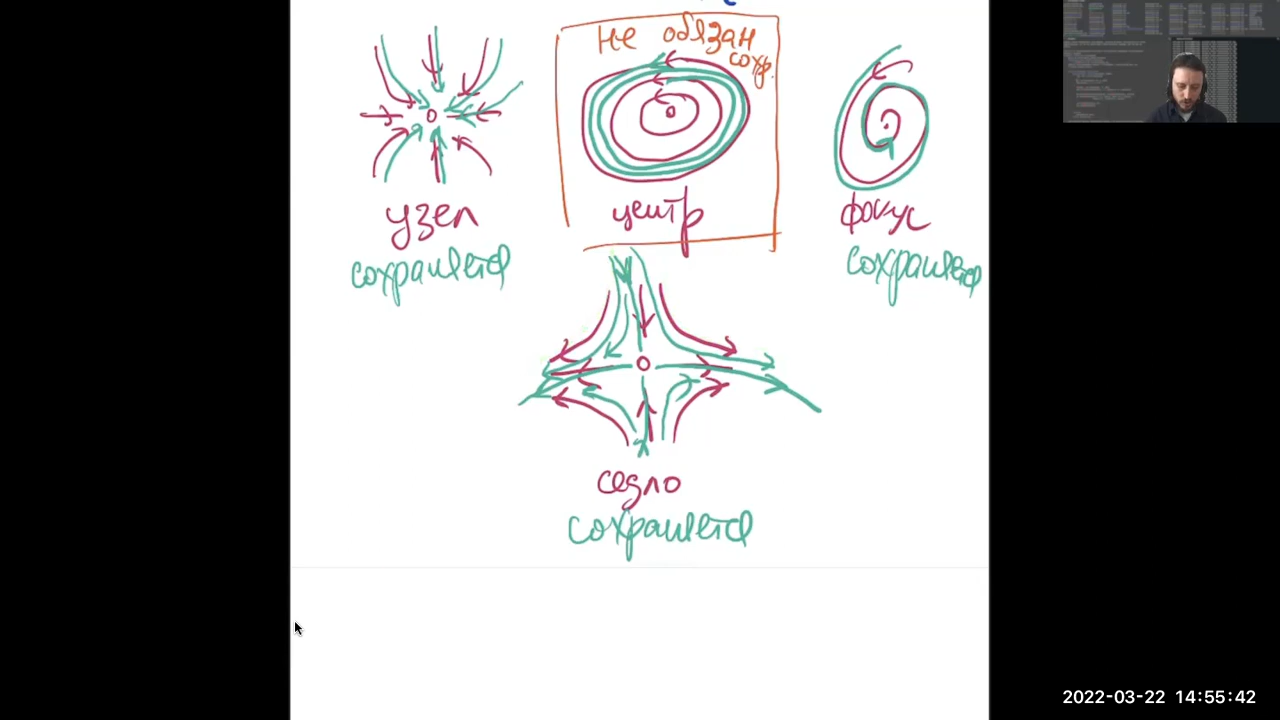 не обязан
сохр.
узел
центр
фокус
сохраняется
сохраняется
седло
сохраняется
2022-03-22 14:55:42